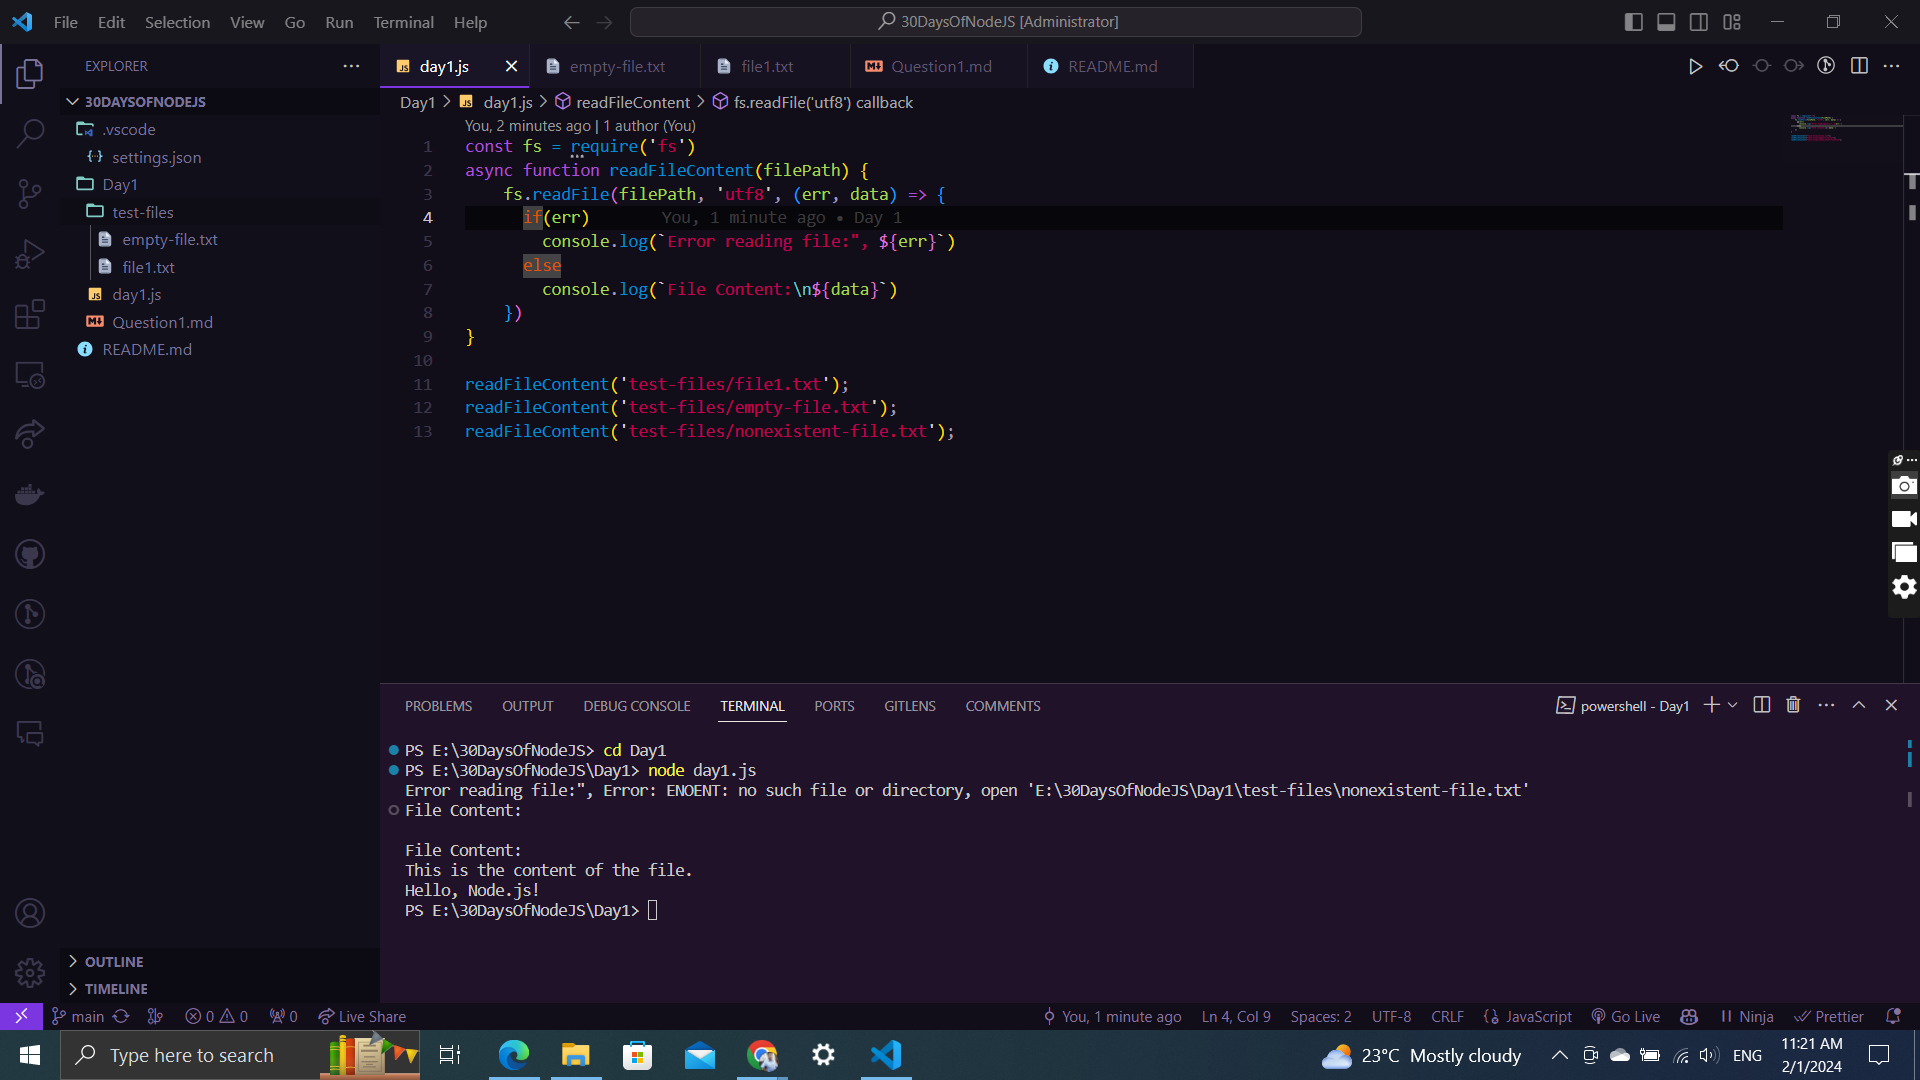 File Edit Selection View Go Run Terminal Help
30DaysOfNodeJS [Administrator]
EXPLORER
30DAYSOFNODEJS
.vscode
settings.json
Day1
test-files
empty-file.txt
file1.txt
day1.js
Question1.md
README.md
OUTLINE
TIMELINE
day1.js empty-file.txt file1.txt Question1.md README.md
Day1 > day1.js > readFileContent > fs.readFile('utf8') callback
You, 2 minutes ago | 1 author (You)
1 const fs = require('fs')
2 async function readFileContent(filePath) {
3 fs.readFile(filePath, 'utf8', (err, data) => {
4 if(err) You, 1 minute ago • Day 1
5 console.log(`Error reading file:", ${err}`)
6 else
7 console.log(`File Content:\n${data}`)
8 })
9 }
10
11 readFileContent('test-files/file1.txt');
12 readFileContent('test-files/empty-file.txt');
13 readFileContent('test-files/nonexistent-file.txt');
PROBLEMS OUTPUT DEBUG CONSOLE TERMINAL PORTS GITLENS COMMENTS
powershell - Day1
PS E:\30DaysOfNodeJS> cd Day1
PS E:\30DaysOfNodeJS\Day1> node day1.js
Error reading file:", Error: ENOENT: no such file or directory, open 'E:\30DaysOfNodeJS\Day1\test-files\nonexistent-file.txt'
File Content:
File Content:
This is the content of the file.
Hello, Node.js!
PS E:\30DaysOfNodeJS\Day1>
main 0 0 0 Live Share
You, 1 minute ago Ln 4, Col 9 Spaces: 2 UTF-8 CRLF JavaScript Go Live Ninja Prettier
Type here to search
23°C Mostly cloudy
ENG
11:21 AM
2/1/2024